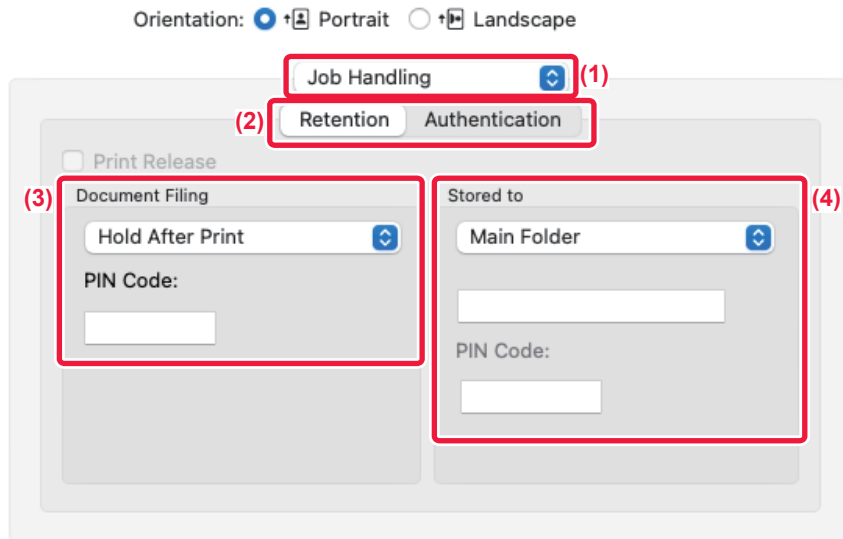 Orientation: Portrait Landscape
Job Handling (1)
(2) Retention Authentication
Print Release
(3) Document Filing Stored to (4)
Hold After Print Main Folder
PIN Code:
PIN Code: